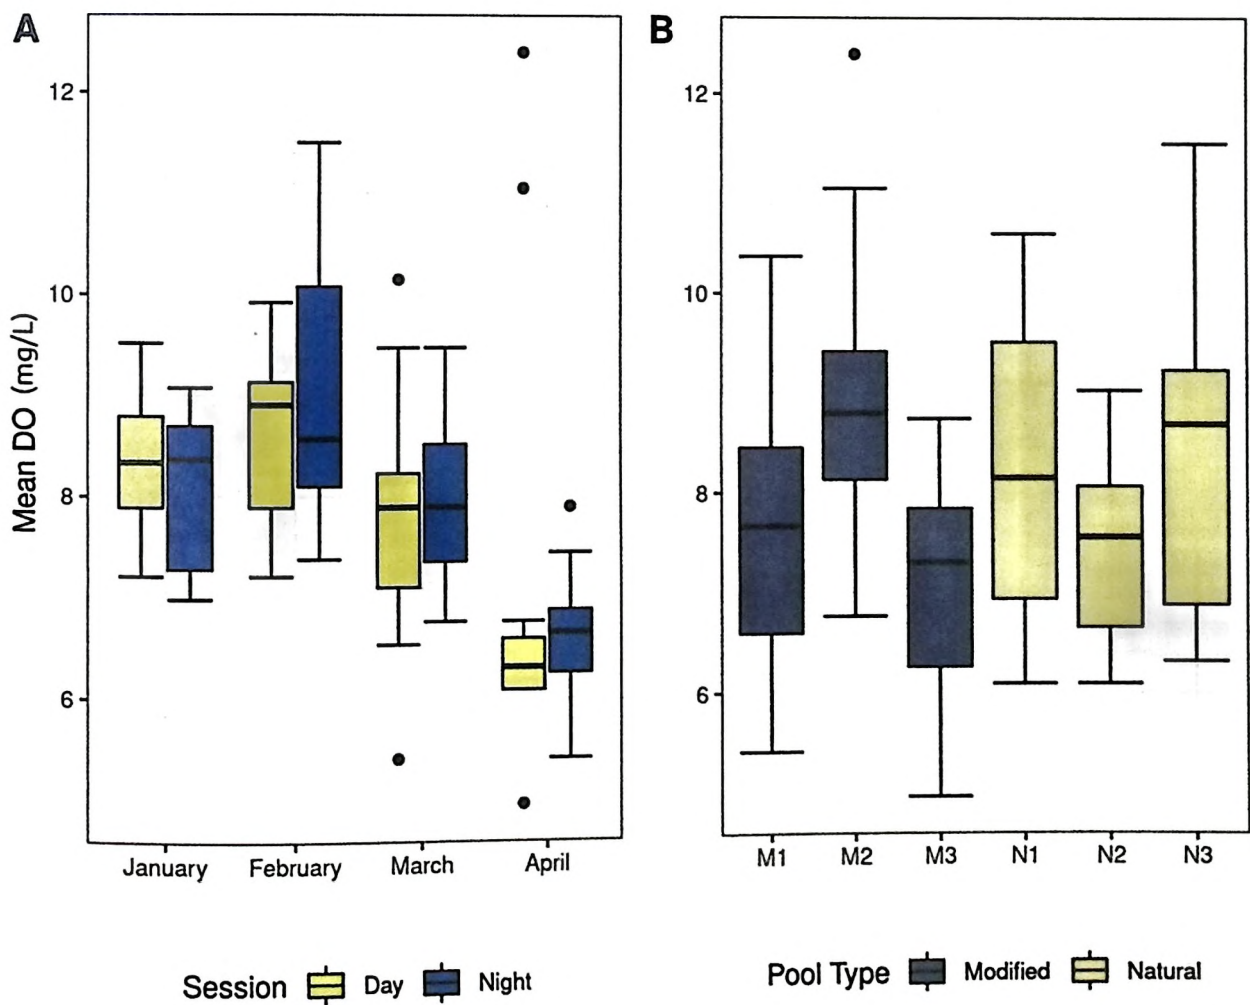 A
B
Mean DO (mg/L)
12
10
8
6
January
February
March
April
Session
Day
Night
12
10
8
6
M1
M2
M3
N1
N2
N3
Pool Type
Modified
Natural